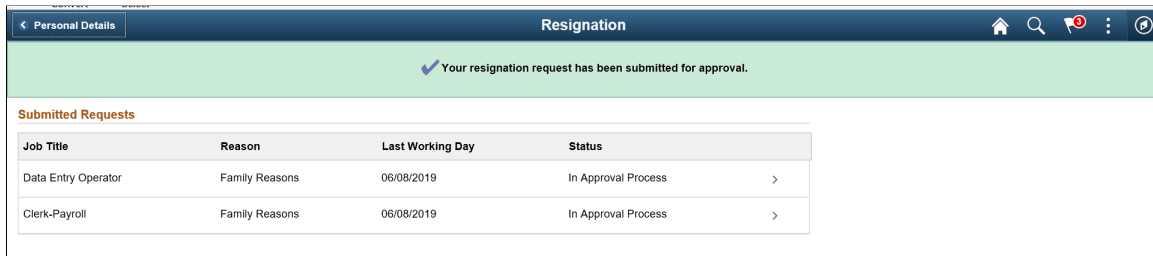 Personal Details
Resignation
3
Your resignation request has been submitted for approval.
Submitted Requests
Job Title Reason Last Working Day Status
Data Entry Operator Family Reasons 06/08/2019 In Approval Process
Clerk-Payroll Family Reasons 06/08/2019 In Approval Process